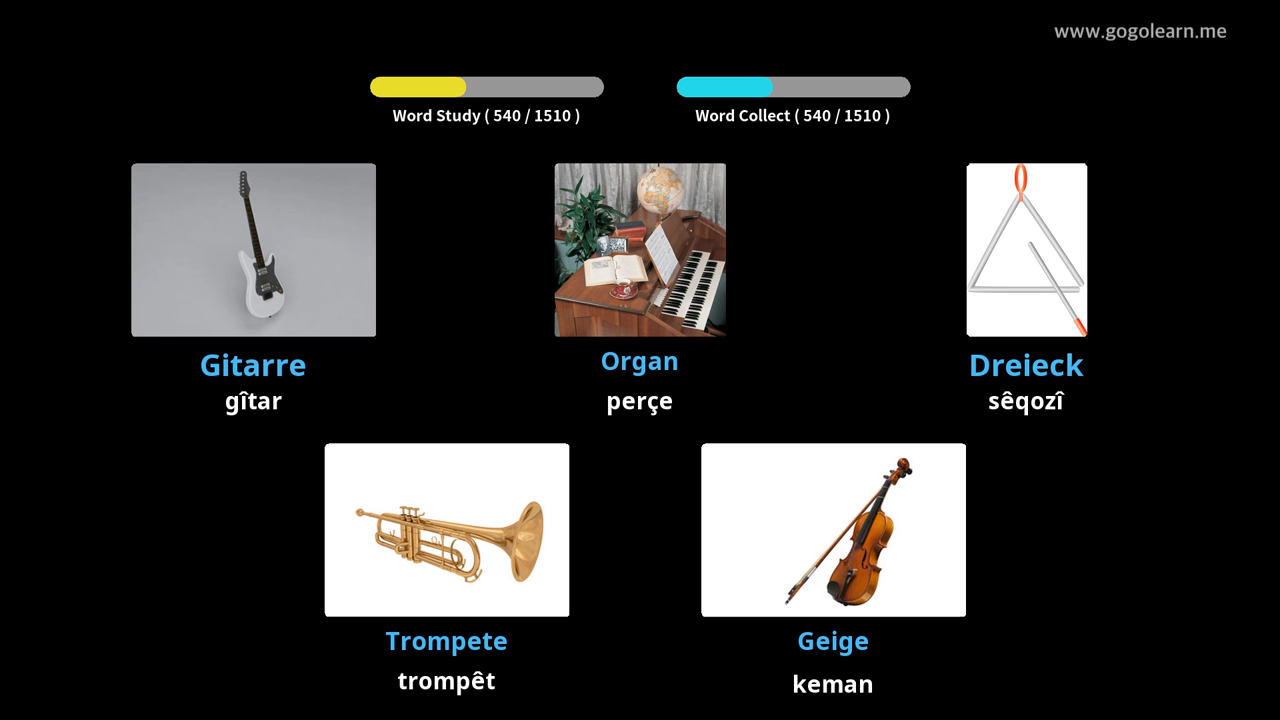 www.gogolearn.me
Word Study ( 540 / 1510 )
Word Collect ( 540 / 1510 )
Gitarre
gîtar
Organ
perçe
Dreieck
sêqozî
Trompete
trompêt
Geige
keman